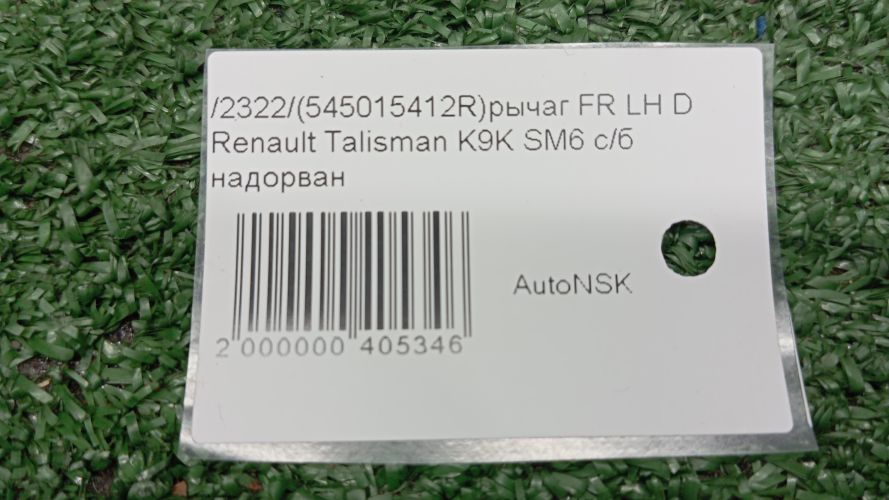 /2322/(545015412R)рычаг FR LH D
Renault Talisman K9K SM6 с/б
надорван
AutoNSK
2 000000 405346